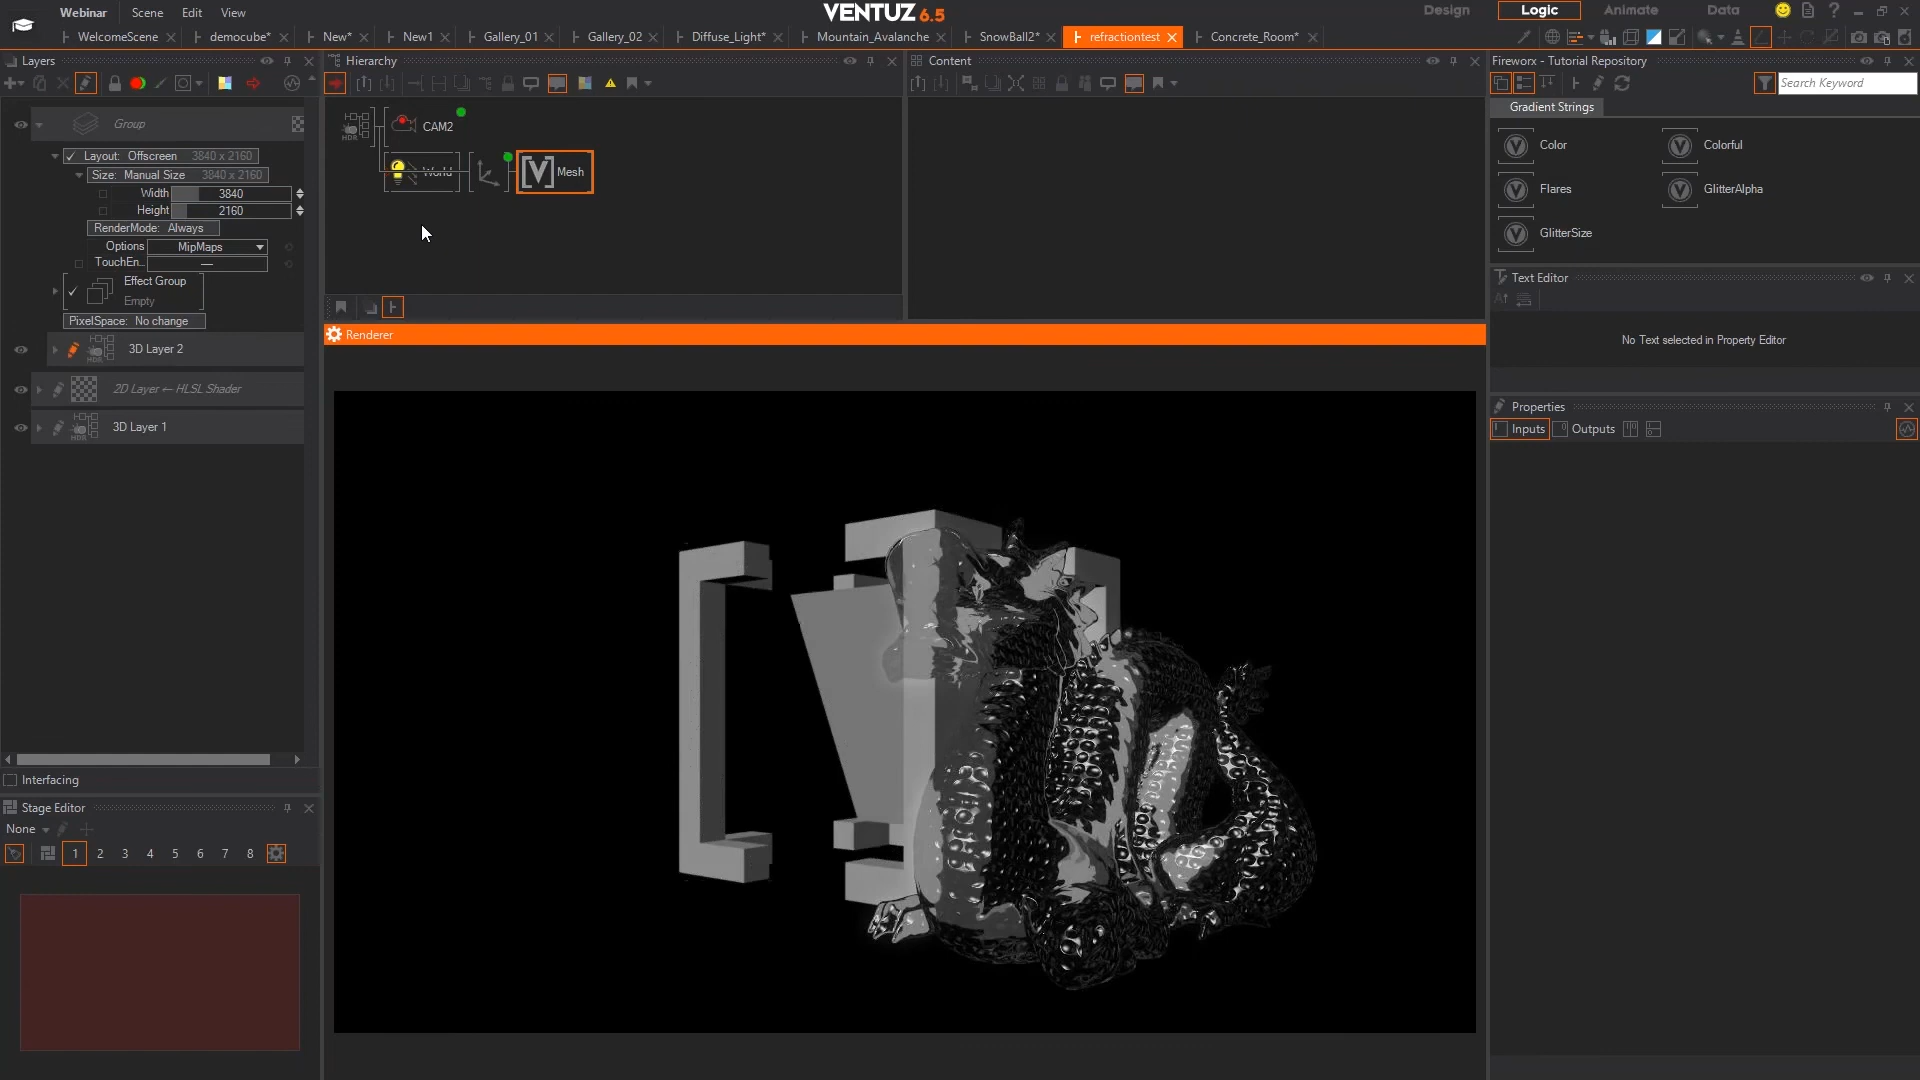 VENTUZ 6.5
Webinar Scene Edit View
Design Logic Animate Data
WelcomeScene democube* New* New1 Gallery_01 Gallery_02 Diffuse_Light* Mountain_Avalanche SnowBall2* refractiontest Concrete_Room*
Layers
Group
Layout: Offscreen 3840 x 2160
Size: Manual Size 3840 x 2160
Width 3840
Height 2160
RenderMode: Always
Options MipMaps
TouchEn...
Effect Group
Empty
PixelSpace: No change
HDR 3D Layer 2
2D Layer ← HLSL Shader
HDR 3D Layer 1
Interfacing
Stage Editor
None
1 2 3 4 5 6 7 8
Hierarchy
HDR
CAM2
World
Mesh
Content
Renderer
Fireworx - Tutorial Repository
Search Keyword
Gradient Strings
Color Colorful
Flares GlitterAlpha
GlitterSize
Text Editor
No Text selected in Property Editor
Properties
Inputs Outputs